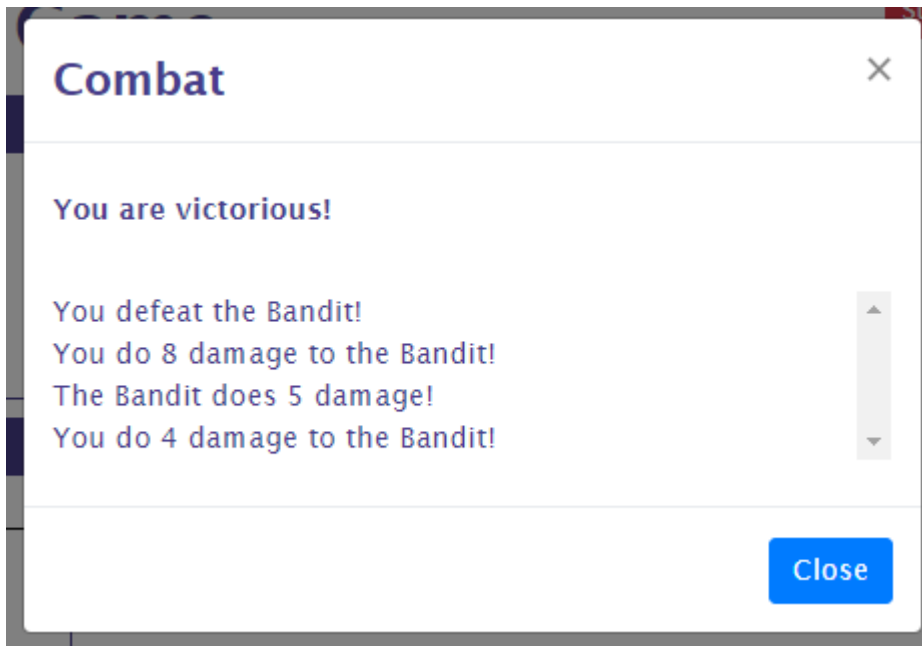 Combat
×
You are victorious!
You defeat the Bandit!
You do 8 damage to the Bandit!
The Bandit does 5 damage!
You do 4 damage to the Bandit!
Close